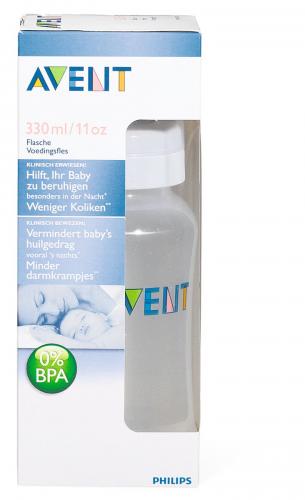 AVENT
330ml/11oz
Flasche
Voedingsfles
KLINISCH ERWIESEN:
Hilft, Ihr Baby
zu beruhigen
besonders in der Nacht*
Weniger Koliken**
KLINISCH BEWEZEN:
Vermindert baby's
huilgedrag
vooral 's nachts*
Minder
darmkrampjes**
VENT
0%
BPA
PHILIPS